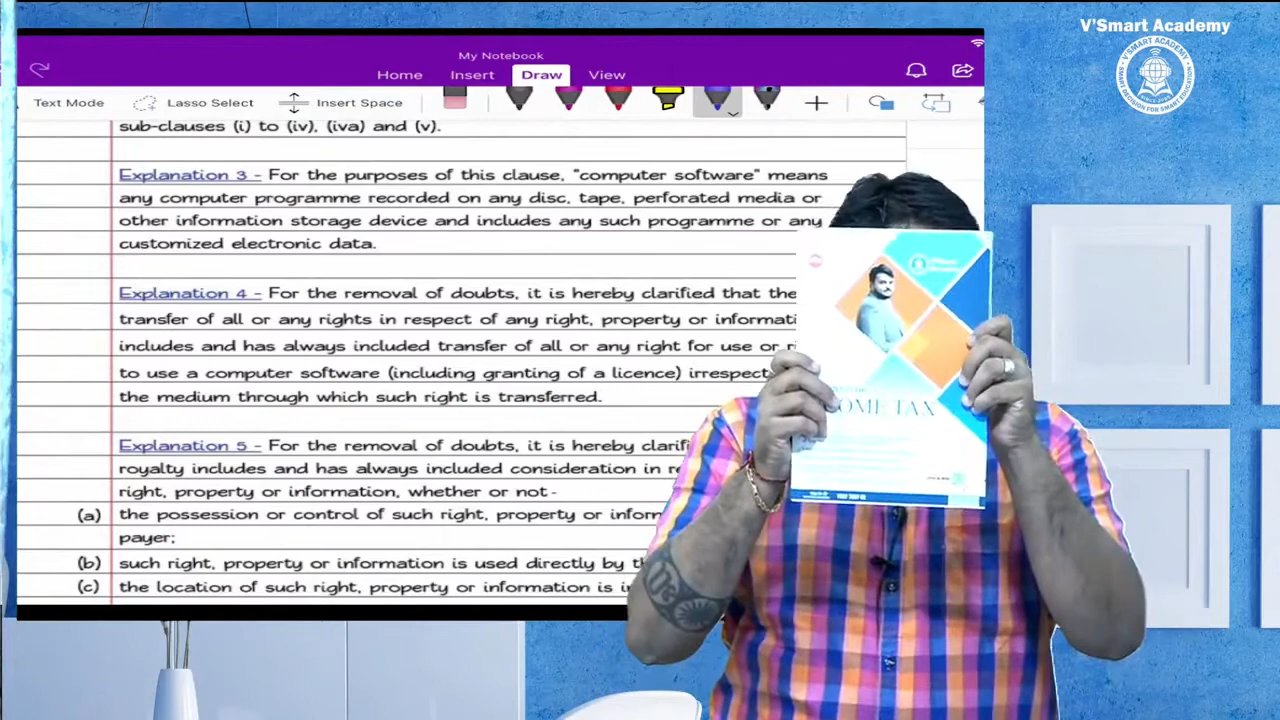 V'Smart Academy
My Notebook
Home Insert Draw View
Text Mode Lasso Select Insert Space
sub-clauses (i) to (iv), (iva) and (v).
Explanation 3 - For the purposes of this clause, "computer software" means
any computer programme recorded on any disc, tape, perforated media or
other information storage device and includes any such programme or any
customized electronic data.
Explanation 4 - For the removal of doubts, it is hereby clarified that the
transfer of all or any rights in respect of any right, property or informati
includes and has always included transfer of all or any right for use or ri
to use a computer software (including granting of a licence) irrespect
the medium through which such right is transferred.
Explanation 5 - For the removal of doubts, it is hereby clarif
royalty includes and has always included consideration in re
right, property or information, whether or not -
(a) the possession or control of such right, property or inform
payer;
(b) such right, property or information is used directly by th
(c) the location of such right, property or information is in
OME TAX